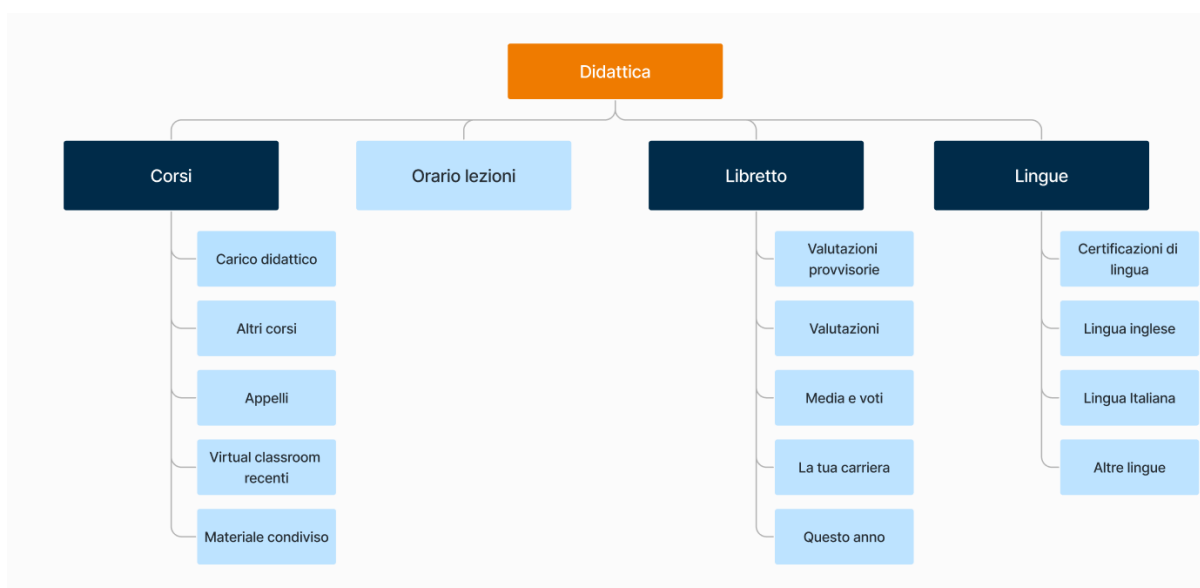 Didattica
Corsi
Orario lezioni
Libretto
Lingue
Carico didattico
Altri corsi
Appelli
Virtual classroom
recenti
Materiale condiviso
Valutazioni
provvisorie
Valutazioni
Media e voti
La tua carriera
Questo anno
Certificazioni di
lingua
Lingua inglese
Lingua Italiana
Altre lingue